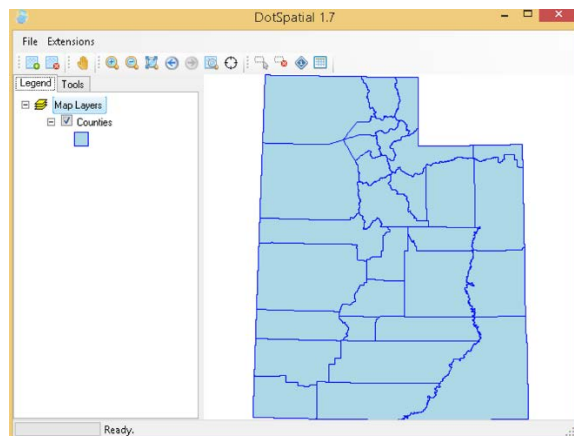 DotSpatial 1.7
File Extensions
Legend Tools
Map Layers
Counties
Ready.